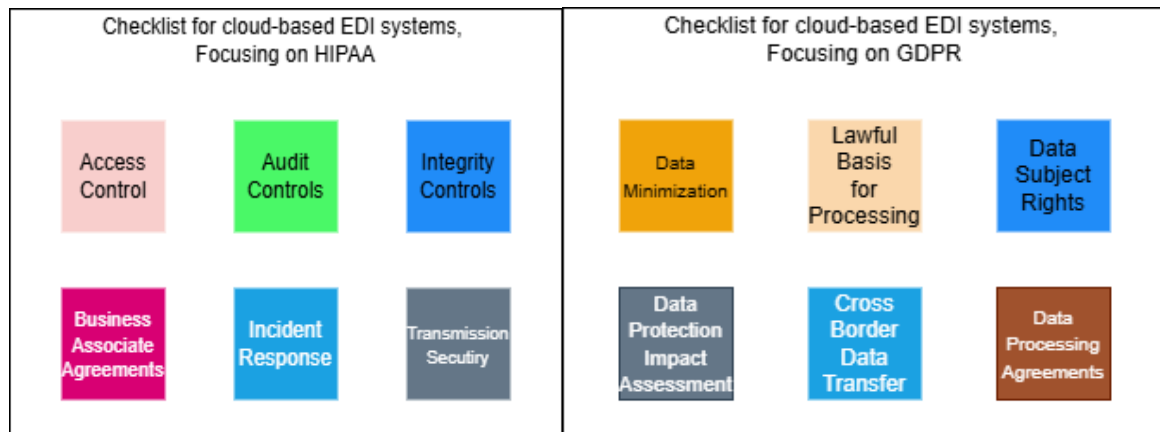 Checklist for cloud-based EDI systems,
Focusing on HIPAA
Access
Control
Audit
Controls
Integrity
Controls
Business
Associate
Agreements
Incident
Response
Transmission
Secutiry
Checklist for cloud-based EDI systems,
Focusing on GDPR
Data
Minimization
Lawful
Basis
for
Processing
Data
Subject
Rights
Data
Protection
Impact
Assessment
Cross
Border
Data
Transfer
Data
Processing
Agreements